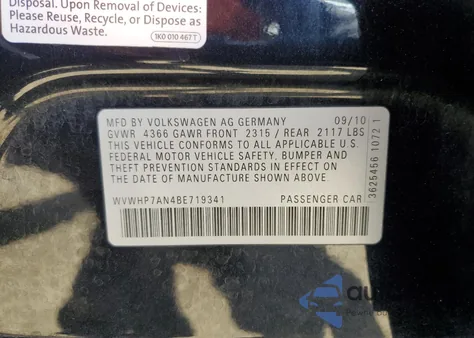 Disposal. Upon Removal of Devices:
Please Reuse, Recycle, or Dispose as
Hazardous Waste.
1K0 010 467 T
MFD BY VOLKSWAGEN AG GERMANY 09/10
GVWR 4366 GAWR FRONT 2315 / REAR 2117 LBS
THIS VEHICLE CONFORMS TO ALL APPLICABLE U.S.
FEDERAL MOTOR VEHICLE SAFETY, BUMPER AND
THEFT PREVENTION STANDARDS IN EFFECT ON THE
DATE OF MANUFACTURE SHOWN ABOVE.
WVWHP7AN4BE719341 PASSENGER CAR
3625456 1072 1